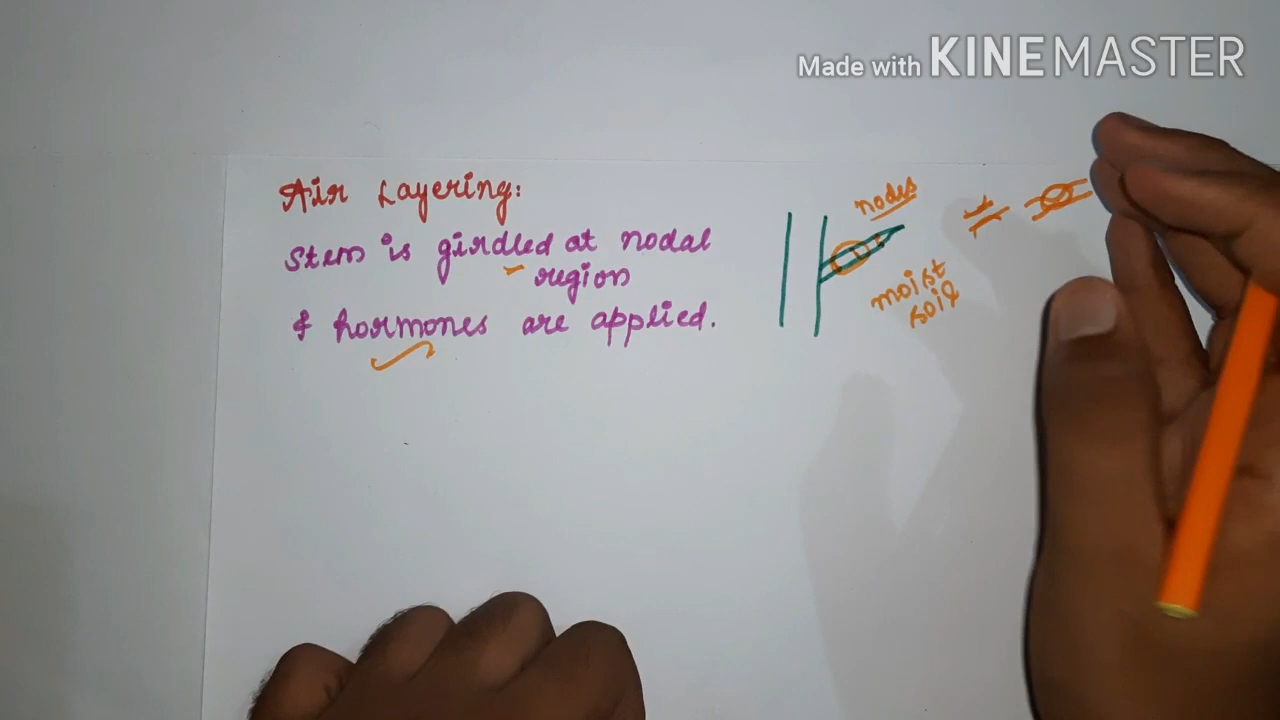 Made with KINEMASTER
Air Layering:
Stem is girdled at nodal
region
& hormones are applied.
nodes
moist
soil